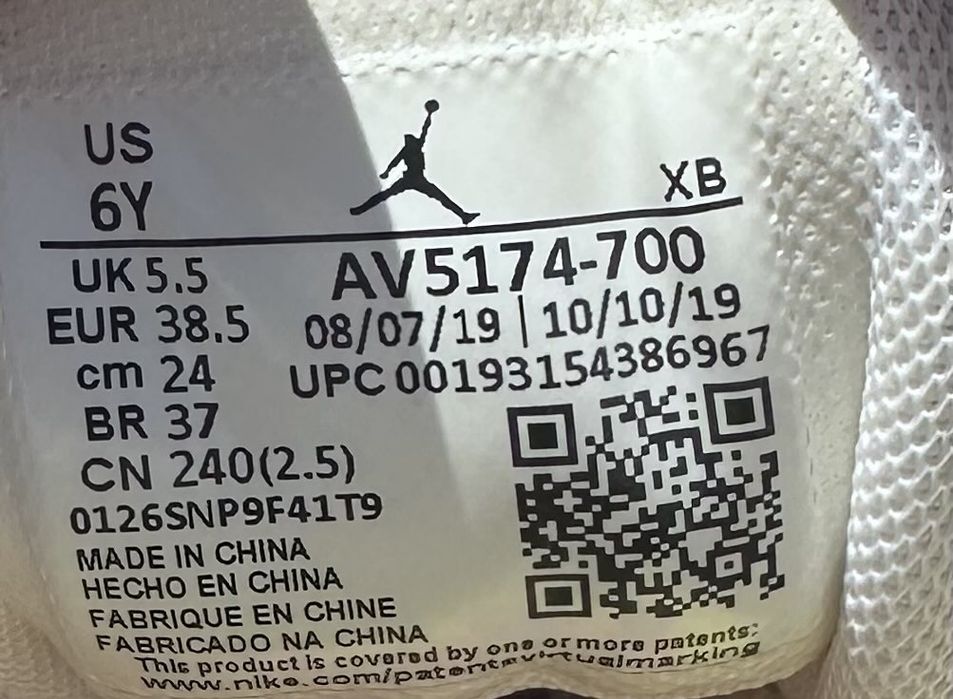 US
6Y
XB
UK 5.5
AV5174-700
EUR 38.5
08/07/19 | 10/10/19
cm 24
UPC 00193154386967
BR 37
CN 240(2.5)
0126SNP9F41T9
MADE IN CHINA
HECHO EN CHINA
FABRIQUE EN CHINE
FABRICADO NA CHINA
This product is covered by one or more patents:
www.nike.com/patentsvirtualmarking